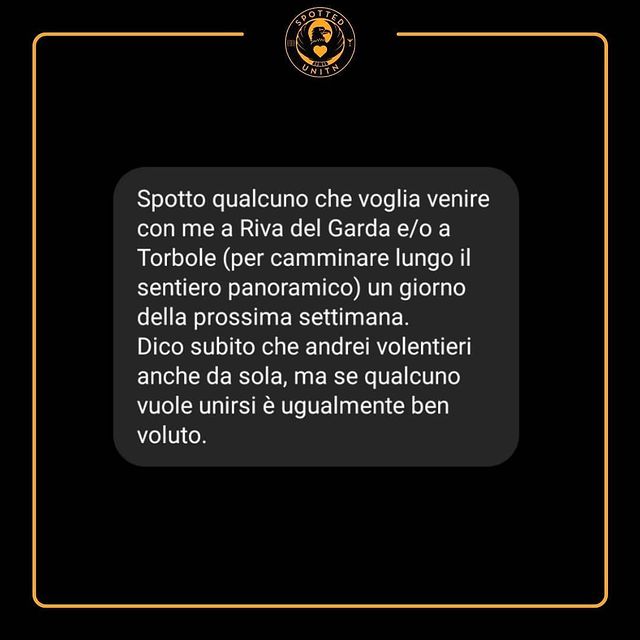 SPOTTED
UNITN
Spotto qualcuno che voglia venire
con me a Riva del Garda e/o a
Torbole (per camminare lungo il
sentiero panoramico) un giorno
della prossima settimana.
Dico subito che andrei volentieri
anche da sola, ma se qualcuno
vuole unirsi è ugualmente ben
voluto.